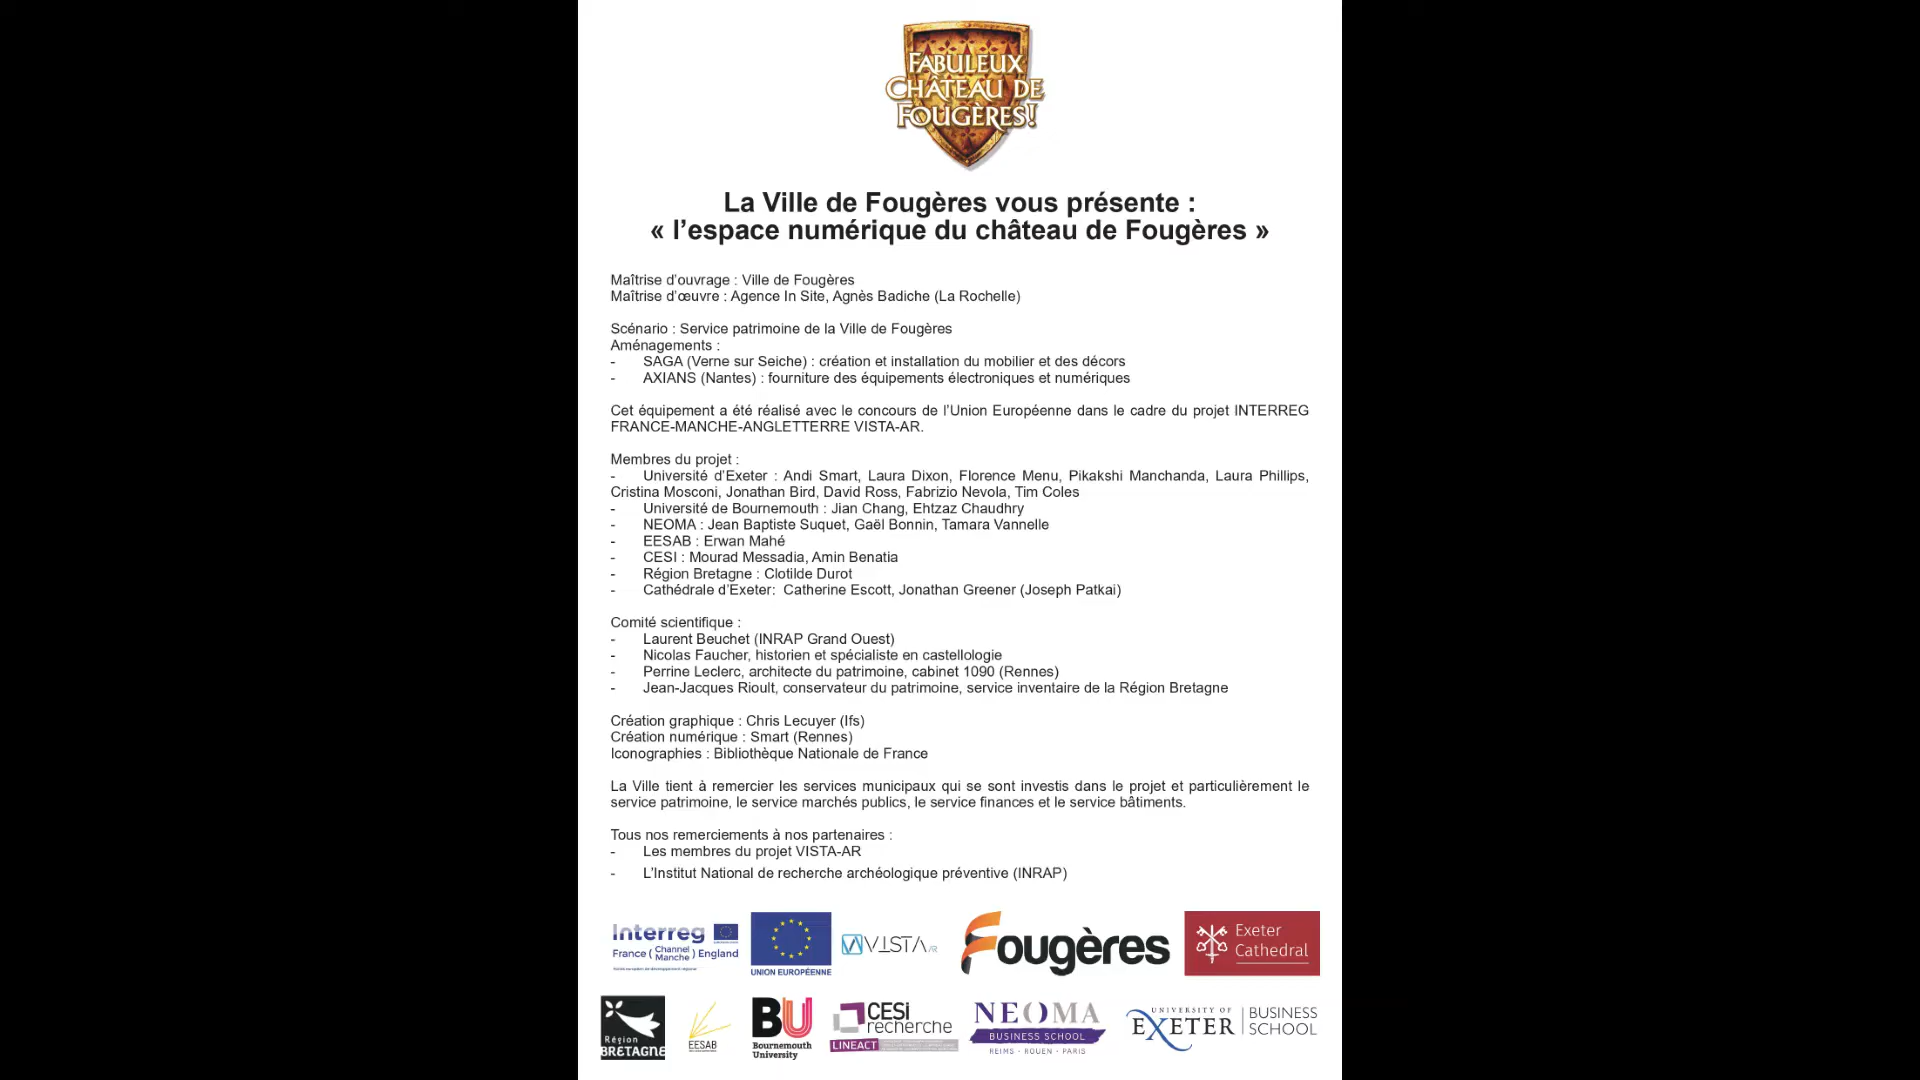 FABULEUX
CHÂTEAU DE
FOUGÈRES!
La Ville de Fougères vous présente :
« l’espace numérique du château de Fougères »
Maîtrise d’ouvrage : Ville de Fougères
Maîtrise d’œuvre : Agence In Site, Agnès Badiche (La Rochelle)
Scénario : Service patrimoine de la Ville de Fougères
Aménagements :
- SAGA (Verne sur Seiche) : création et installation du mobilier et des décors
- AXIANS (Nantes) : fourniture des équipements électroniques et numériques
Cet équipement a été réalisé avec le concours de l’Union Européenne dans le cadre du projet INTERREG
FRANCE-MANCHE-ANGLETERRE VISTA-AR.
Membres du projet :
- Université d’Exeter : Andi Smart, Laura Dixon, Florence Menu, Pikakshi Manchanda, Laura Phillips,
Cristina Mosconi, Jonathan Bird, David Ross, Fabrizio Nevola, Tim Coles
- Université de Bournemouth : Jian Chang, Ehtzaz Chaudhry
- NEOMA : Jean Baptiste Suquet, Gaël Bonnin, Tamara Vannelle
- EESAB : Erwan Mahé
- CESI : Mourad Messadia, Amin Benatia
- Région Bretagne : Clotilde Durot
- Cathédrale d’Exeter: Catherine Escott, Jonathan Greener (Joseph Patkai)
Comité scientifique :
- Laurent Beuchet (INRAP Grand Ouest)
- Nicolas Faucher, historien et spécialiste en castellologie
- Perrine Leclerc, architecte du patrimoine, cabinet 1090 (Rennes)
- Jean-Jacques Rioult, conservateur du patrimoine, service inventaire de la Région Bretagne
Création graphique : Chris Lecuyer (Ifs)
Création numérique : Smart (Rennes)
Iconographies : Bibliothèque Nationale de France
La Ville tient à remercier les services municipaux qui se sont investis dans le projet et particulièrement le
service patrimoine, le service marchés publics, le service finances et le service bâtiments.
Tous nos remerciements à nos partenaires :
- Les membres du projet VISTA-AR
- L’Institut National de recherche archéologique préventive (INRAP)
Interreg
France ( Channel Manche ) England
UNION EUROPÉENNE
VISTA AR
Fougères
Exeter
Cathedral
Région
BRETAGNE
EESAB
BU
Bournemouth
University
CESI
recherche
LINEACT
NEOMA
BUSINESS SCHOOL
REIMS - ROUEN - PARIS
UNIVERSITY OF
EXETER
BUSINESS
SCHOOL